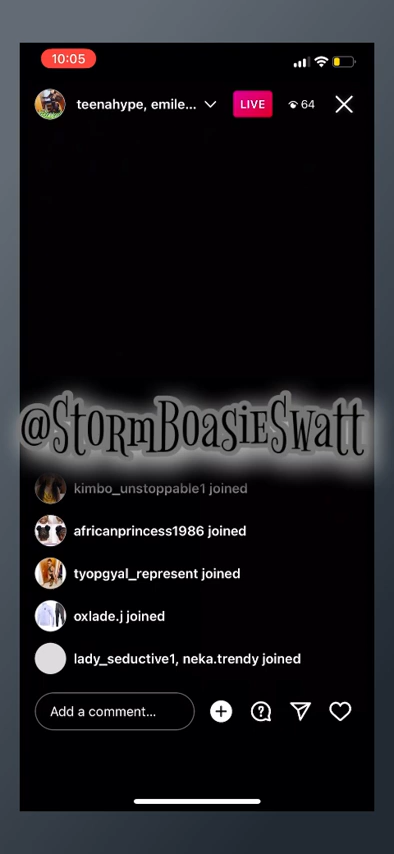 10:05
teenahype, emile...
LIVE
64
@StormBoasieSwatt
kimbo_unstoppable1 joined
africanprincess1986 joined
tyopgyal_represent joined
oxlade.j joined
lady_seductive1, neka.trendy joined
Add a comment...